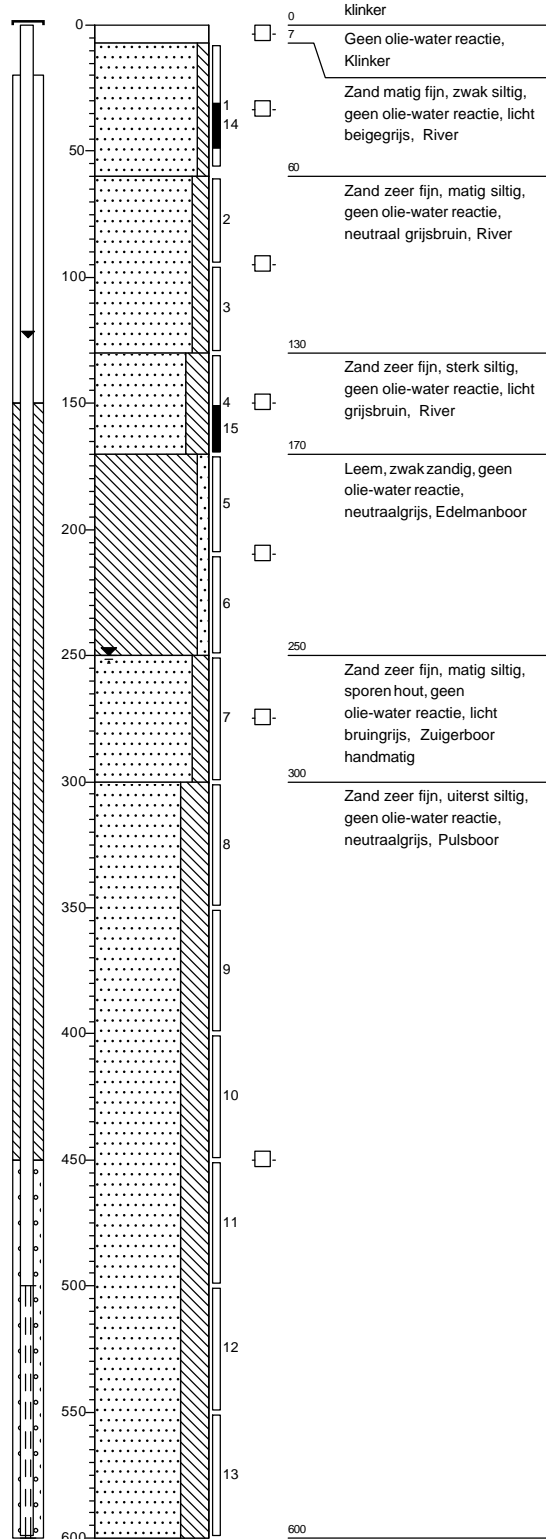 0
50
100
150
200
250
300
350
400
450
500
550
600
1
14
2
3
4
15
5
6
7
8
9
10
11
12
13
klinker
0
7
Geen olie-water reactie,
Klinker
Zand matig fijn, zwak siltig,
geen olie-water reactie, licht
beigegrijs, River
60
Zand zeer fijn, matig siltig,
geen olie-water reactie,
neutraal grijsbruin, River
130
Zand zeer fijn, sterk siltig,
geen olie-water reactie, licht
grijsbruin, River
170
Leem, zwak zandig, geen
olie-water reactie,
neutraalgrijs, Edelmanboor
250
Zand zeer fijn, matig siltig,
sporen hout, geen
olie-water reactie, licht
bruingrijs, Zuigerboor
handmatig
300
Zand zeer fijn, uiterst siltig,
geen olie-water reactie,
neutraalgrijs, Pulsboor
600